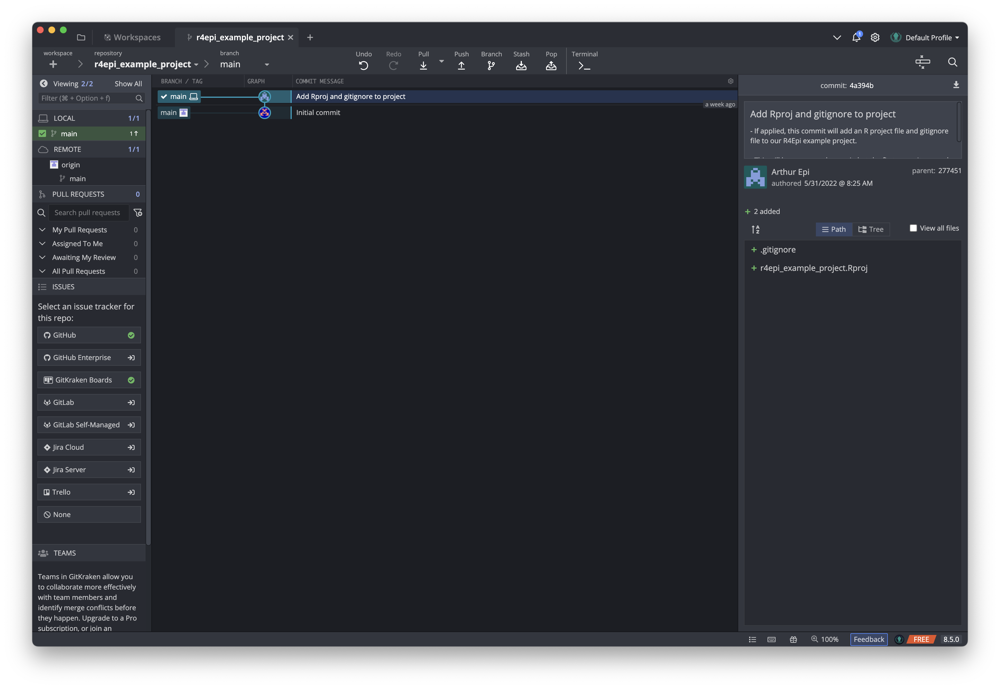 Workspaces
r4epi_example_project
1
Default Profile
workspace
repository
r4epi_example_project
branch
main
Undo
Redo
Pull
Push
Branch
Stash
Pop
Terminal
Viewing 2/2
Show All
Filter (⌘ + Option + f)
LOCAL 1/1
main 1↑
REMOTE 1/1
origin
main
PULL REQUESTS 0
Search pull requests
My Pull Requests 0
Assigned To Me 0
Awaiting My Review 0
All Pull Requests 0
ISSUES
Select an issue tracker for
this repo:
GitHub
GitHub Enterprise
GitKraken Boards
GitLab
GitLab Self-Managed
Jira Cloud
Jira Server
Trello
None
TEAMS
Teams in GitKraken allow you
to collaborate more effectively
with team members and
identify merge conflicts before
they happen. Upgrade to a Pro
subscription, or join an
BRANCH / TAG
GRAPH
COMMIT MESSAGE
main
Add Rproj and gitignore to project
a week ago
main
Initial commit
commit: 4a394b
Add Rproj and gitignore to project
- If applied, this commit will add an R project file and gitignore
file to our R4Epi example project.
Arthur Epi
authored 5/31/2022 @ 8:25 AM
parent: 277451
+ 2 added
A
Z
Path
Tree
View all files
+ .gitignore
+ r4epi_example_project.Rproj
100%
Feedback
FREE
8.5.0